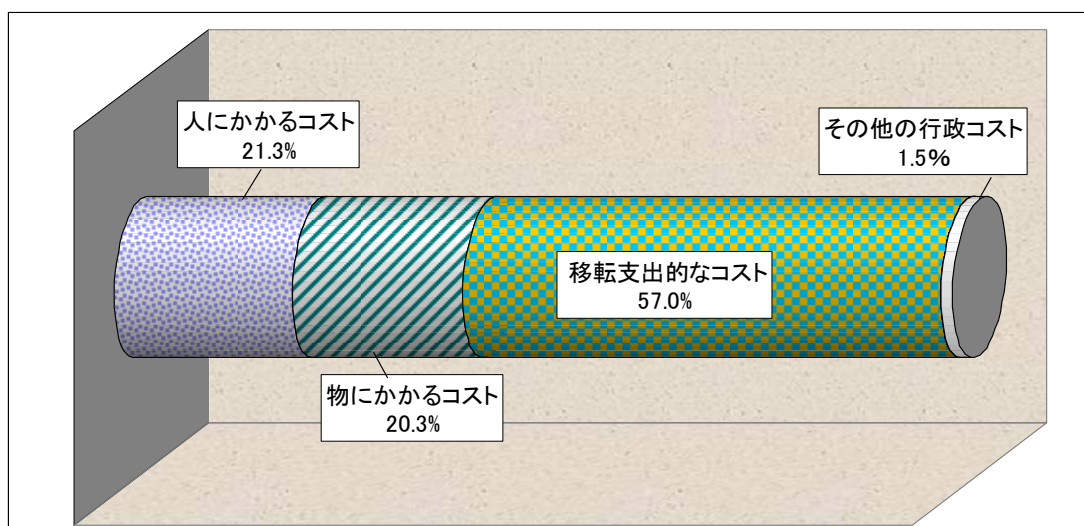 人にかかるコスト
21.3%
その他の行政コスト
1.5%
移転支出的なコスト
57.0%
物にかかるコスト
20.3%